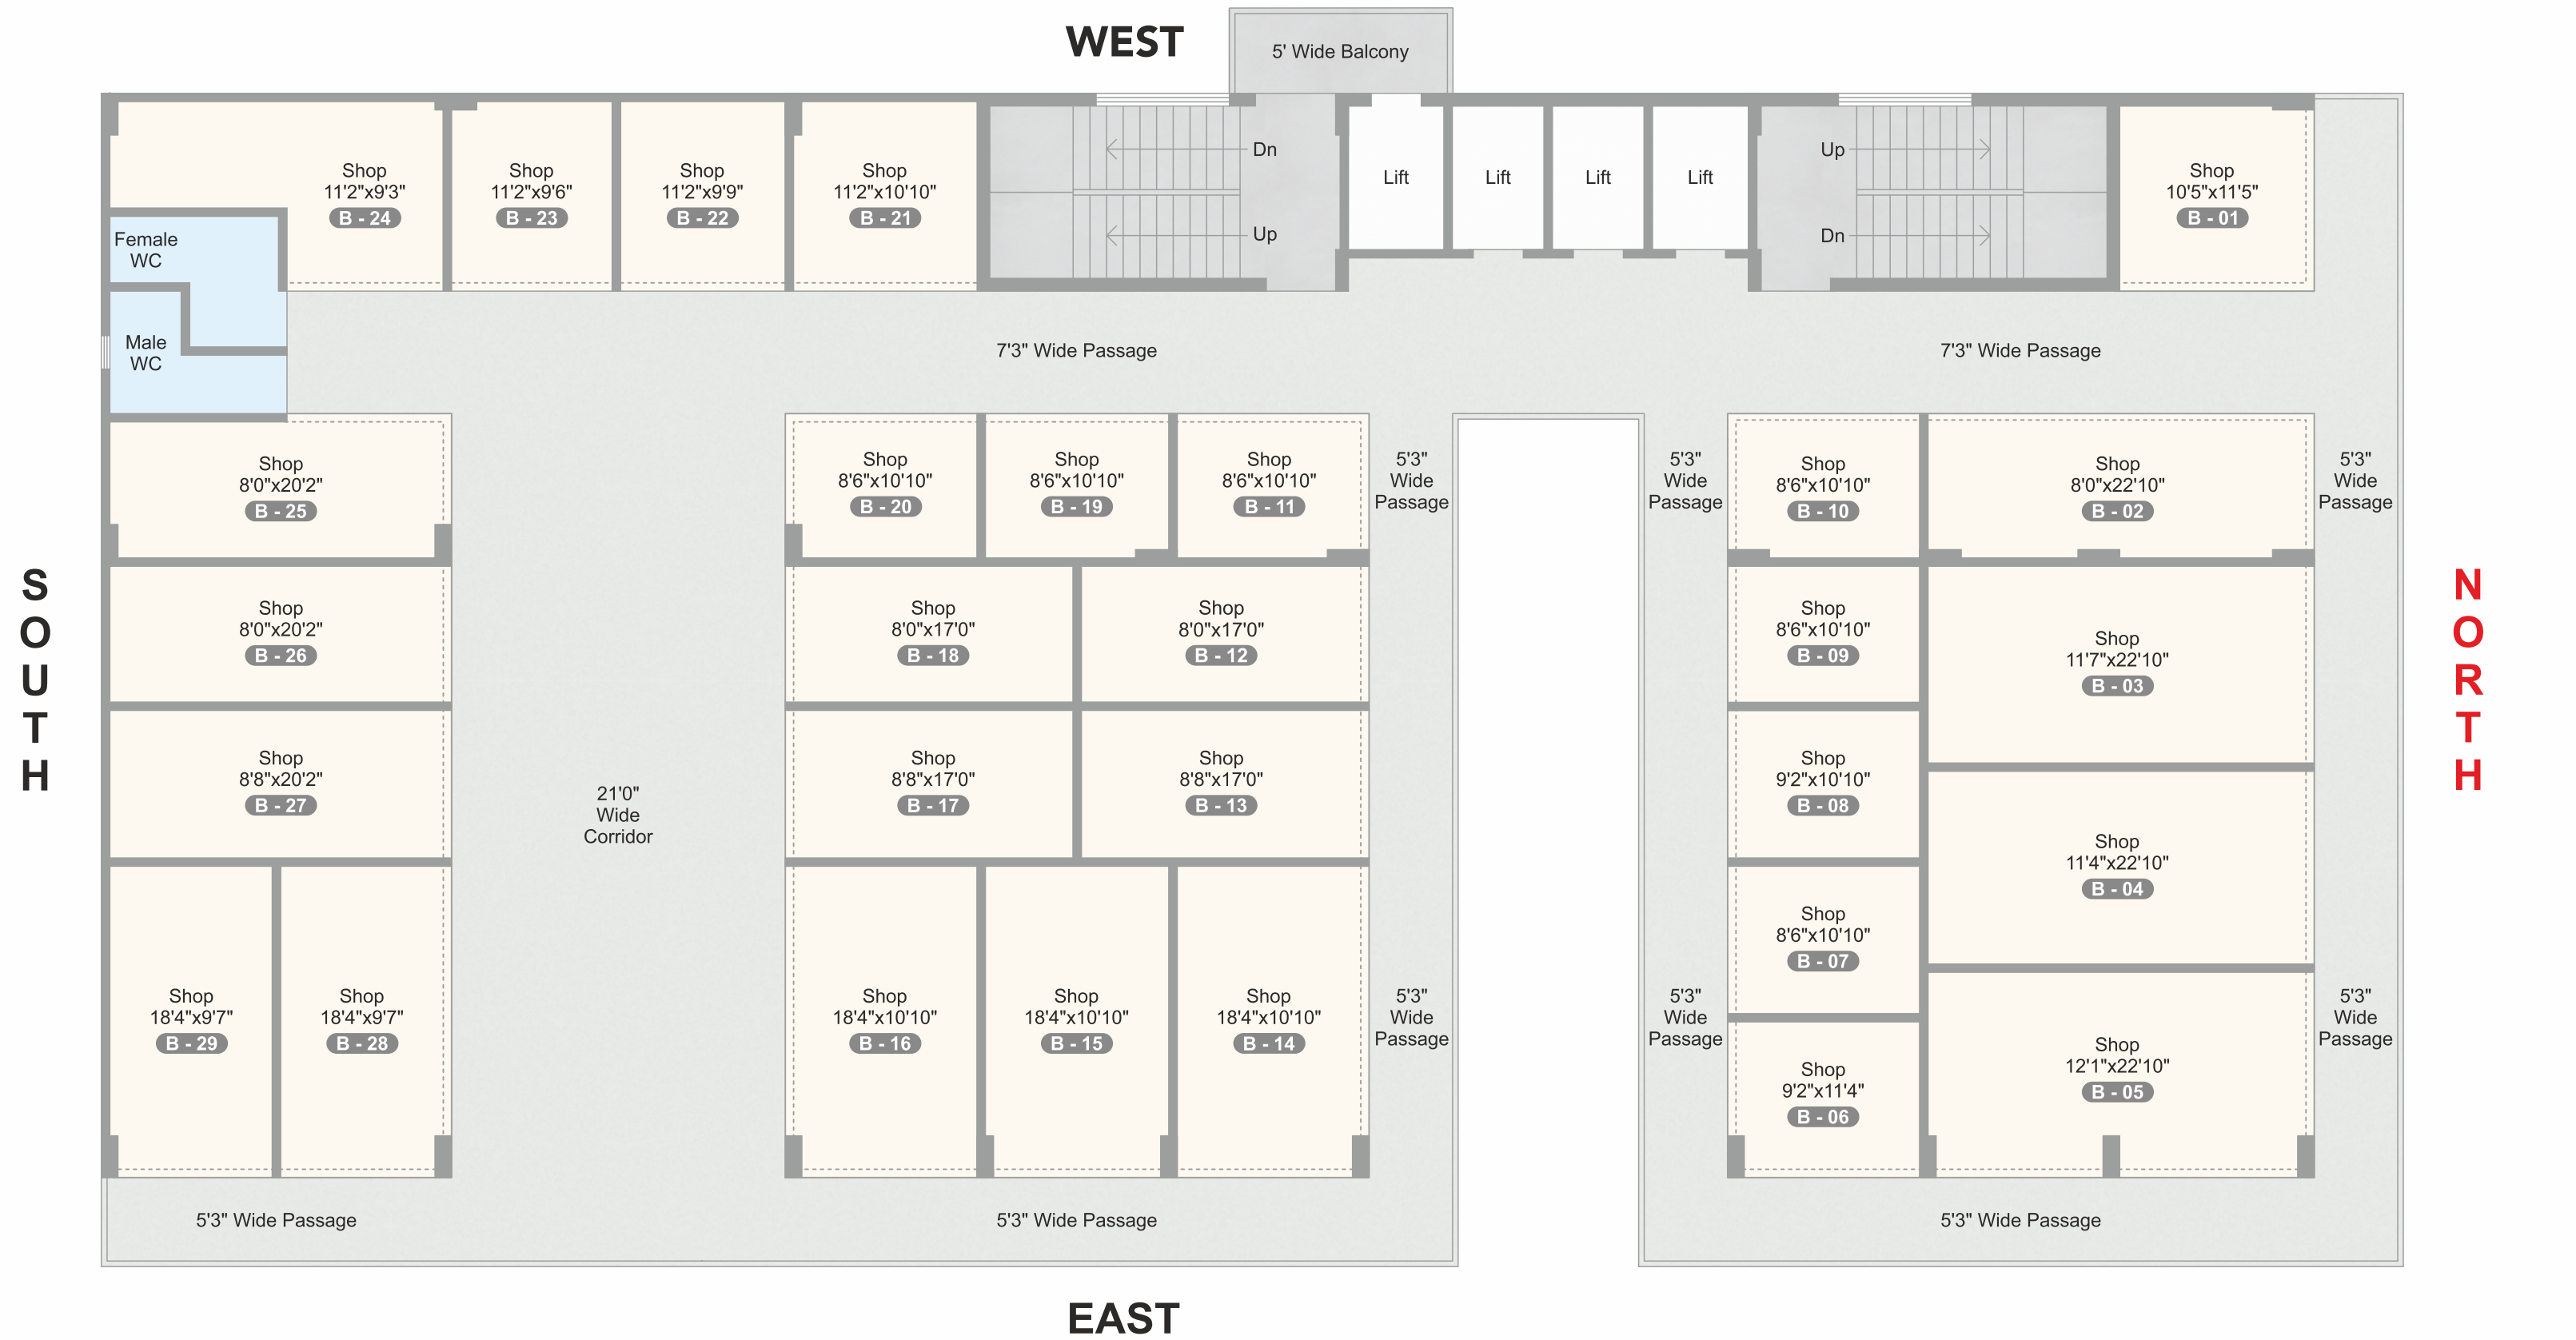 WEST
5' Wide Balcony
Shop
11'2"x9'3"
B - 24
Shop
11'2"x9'6"
B - 23
Shop
11'2"x9'9"
B - 22
Shop
11'2"x10'10"
B - 21
Dn
Up
Lift
Lift
Lift
Lift
Up
Dn
Shop
10'5"x11'5"
B - 01
Female
WC
Male
WC
7'3" Wide Passage
7'3" Wide Passage
SOUTH
Shop
8'0"x20'2"
B - 25
Shop
8'0"x20'2"
B - 26
Shop
8'8"x20'2"
B - 27
Shop
18'4"x9'7"
B - 29
Shop
18'4"x9'7"
B - 28
21'0"
Wide
Corridor
Shop
8'6"x10'10"
B - 20
Shop
8'6"x10'10"
B - 19
Shop
8'6"x10'10"
B - 11
Shop
8'0"x17'0"
B - 18
Shop
8'0"x17'0"
B - 12
Shop
8'8"x17'0"
B - 17
Shop
8'8"x17'0"
B - 13
Shop
18'4"x10'10"
B - 16
Shop
18'4"x10'10"
B - 15
Shop
18'4"x10'10"
B - 14
5'3"
Wide
Passage
5'3"
Wide
Passage
5'3"
Wide
Passage
5'3"
Wide
Passage
Shop
8'6"x10'10"
B - 10
Shop
8'0"x22'10"
B - 02
Shop
8'6"x10'10"
B - 09
Shop
11'7"x22'10"
B - 03
Shop
9'2"x10'10"
B - 08
Shop
11'4"x22'10"
B - 04
Shop
8'6"x10'10"
B - 07
Shop
9'2"x11'4"
B - 06
Shop
12'1"x22'10"
B - 05
5'3"
Wide
Passage
5'3"
Wide
Passage
NORTH
5'3" Wide Passage
5'3" Wide Passage
5'3" Wide Passage
EAST